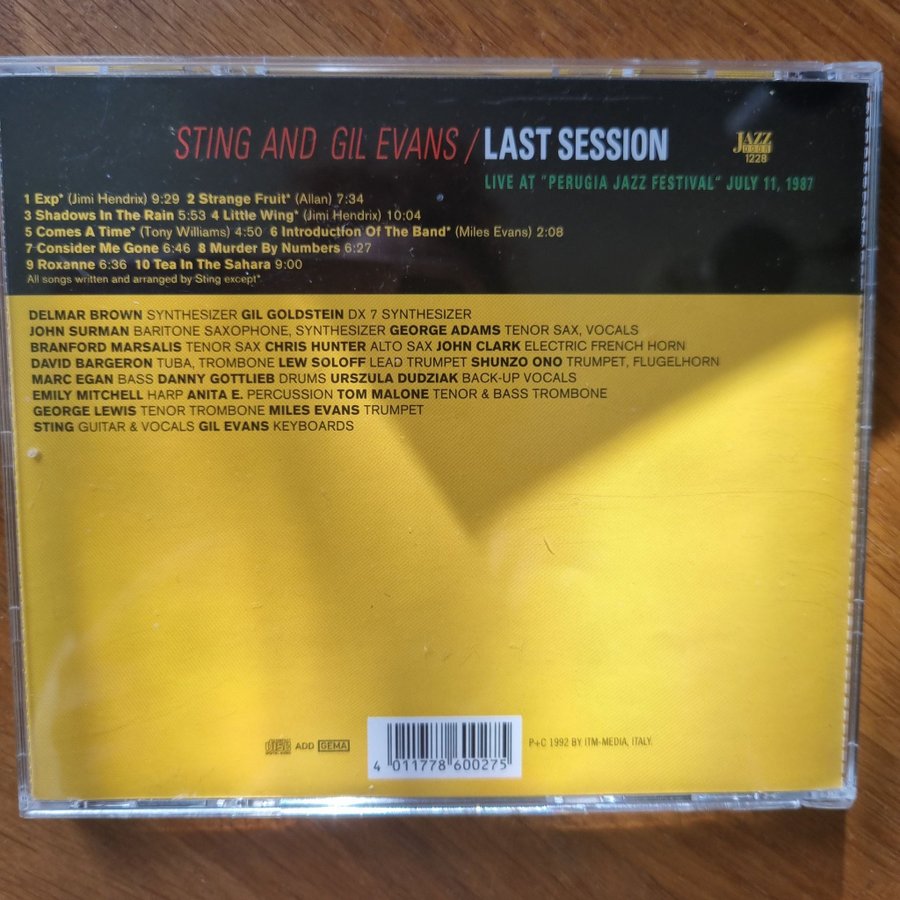 STING AND GIL EVANS / LAST SESSION
JAZZ
DOOR
1228
LIVE AT "PERUGIA JAZZ FESTIVAL" JULY 11, 1987
1 Exp* (Jimi Hendrix) 9:29 2 Strange Fruit* (Allan) 7:34
3 Shadows In The Rain 5:53 4 Little Wing* (Jimi Hendrix) 10:04
5 Comes A Time* (Tony Williams) 4:50 6 Introduction Of The Band* (Miles Evans) 2:08
7 Consider Me Gone 6:46 8 Murder By Numbers 6:27
9 Roxanne 6:36 10 Tea In The Sahara 9:00
All songs written and arranged by Sting except*
DELMAR BROWN SYNTHESIZER GIL GOLDSTEIN DX 7 SYNTHESIZER
JOHN SURMAN BARITONE SAXOPHONE, SYNTHESIZER GEORGE ADAMS TENOR SAX, VOCALS
BRANFORD MARSALIS TENOR SAX CHRIS HUNTER ALTO SAX JOHN CLARK ELECTRIC FRENCH HORN
DAVID BARGERON TUBA, TROMBONE LEW SOLOFF LEAD TRUMPET SHUNZO ONO TRUMPET, FLUGELHORN
MARC EGAN BASS DANNY GOTTLIEB DRUMS URSZULA DUDZIAK BACK-UP VOCALS
EMILY MITCHELL HARP ANITA E. PERCUSSION TOM MALONE TENOR & BASS TROMBONE
GEORGE LEWIS TENOR TROMBONE MILES EVANS TRUMPET
STING GUITAR & VOCALS GIL EVANS KEYBOARDS
ADD GEMA
4 011778 600275
P+C 1992 BY ITM-MEDIA, ITALY.